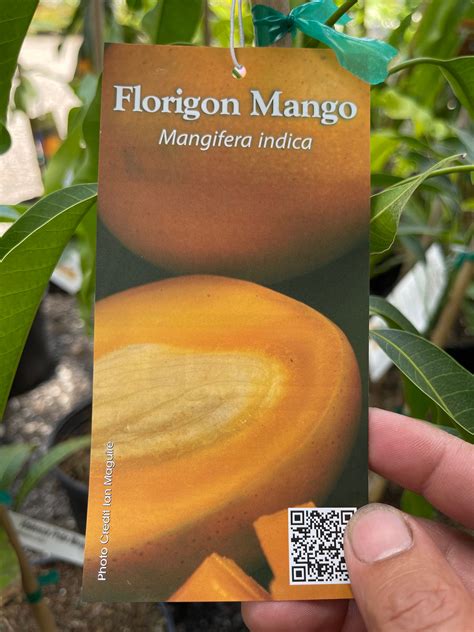 Florigon Mango
Mangifera indica
Photo Credit Ian Maguire